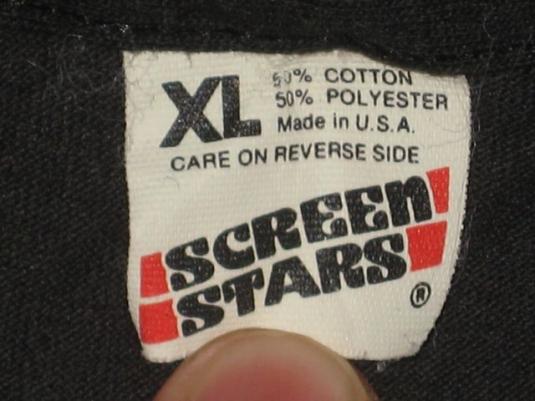 XL
50% COTTON
50% POLYESTER
Made in U.S.A.
CARE ON REVERSE SIDE
SCREEN
STARS
®